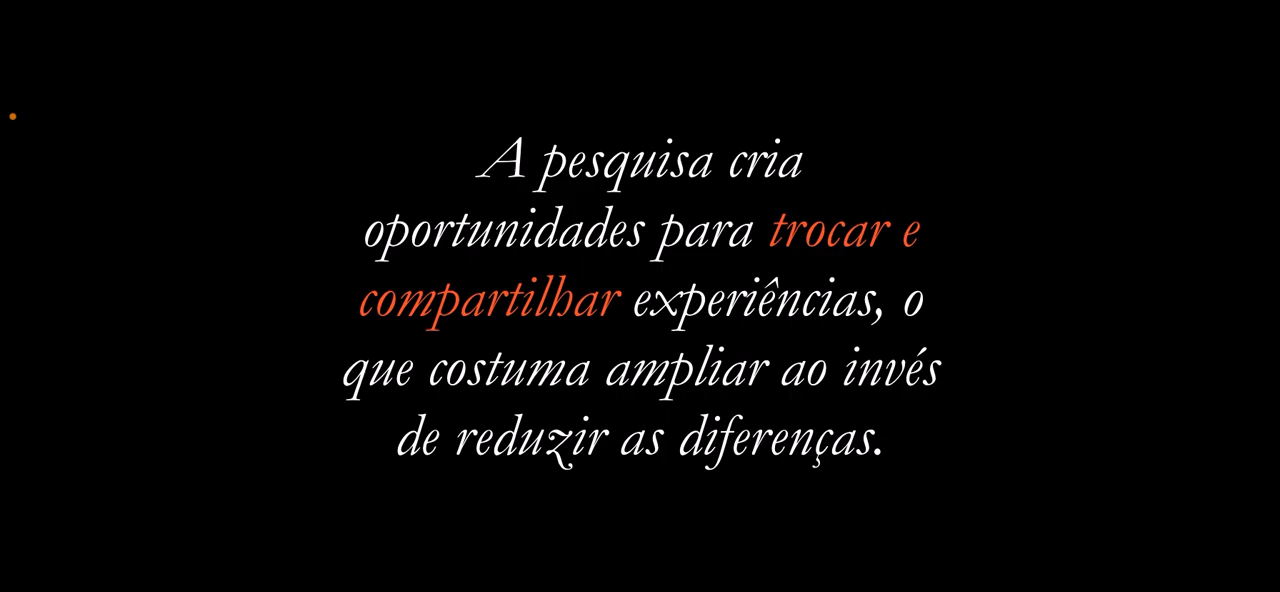 A pesquisa cria
oportunidades para trocar e
compartilhar experiências, o
que costuma ampliar ao invés
de reduzir as diferenças.